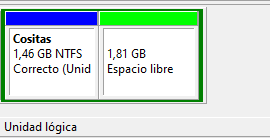 Cositas
1,46 GB NTFS
Correcto (Unid
1,81 GB
Espacio libre
Unidad lógica